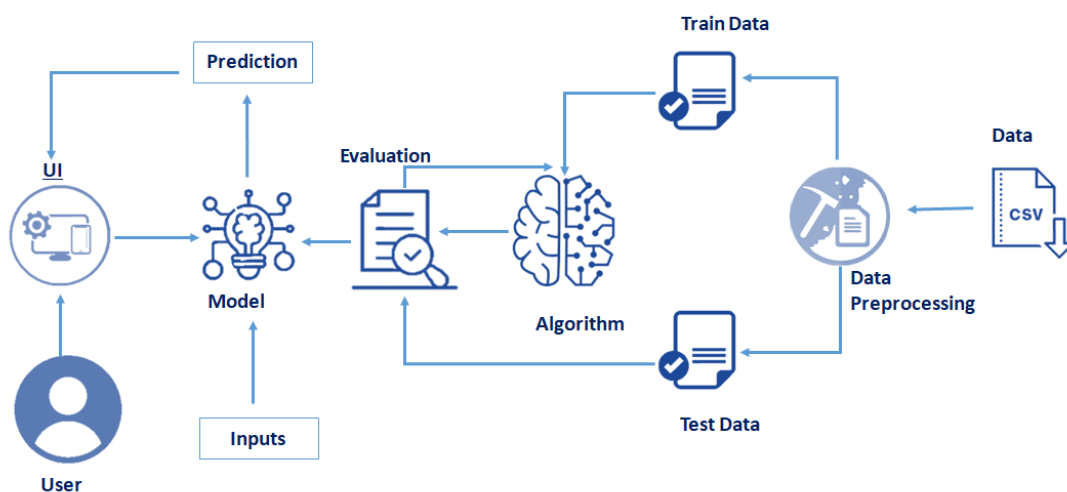 Train Data
Prediction
Data
Evaluation
UI
CSV
Model
Data
Preprocessing
Algorithm
Inputs
Test Data
User